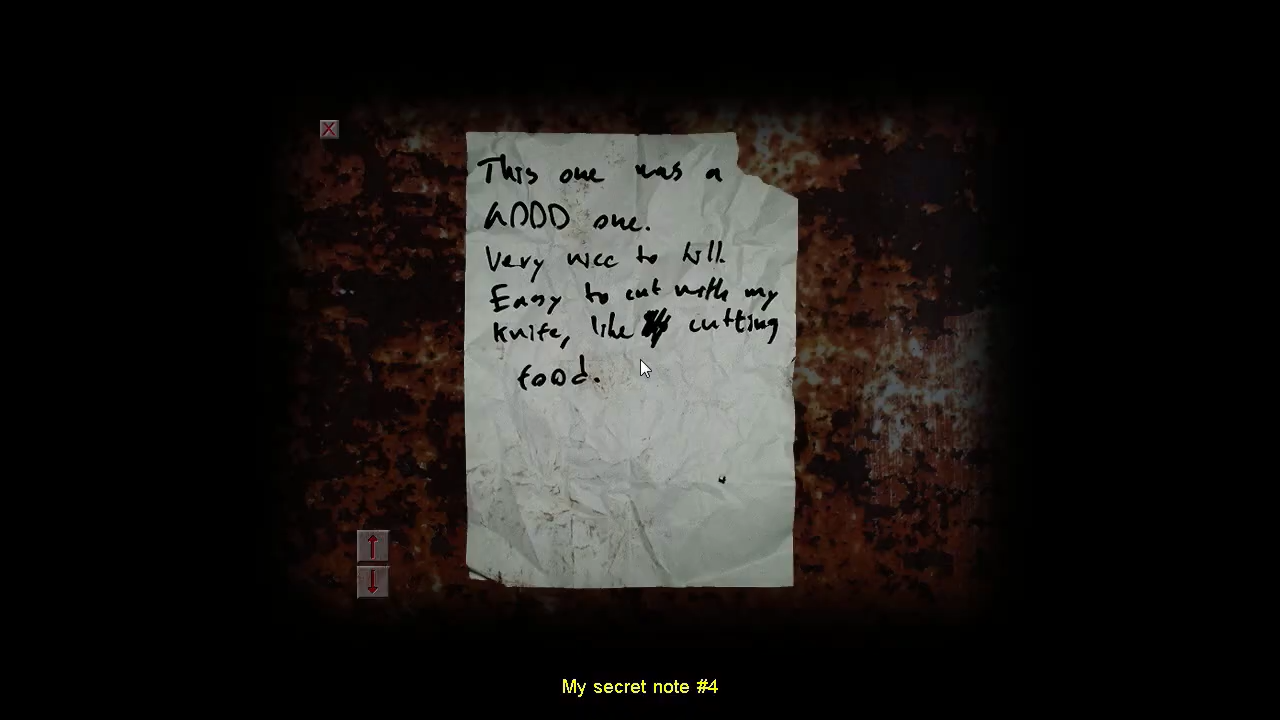 This one was a
GOOD one.
Very nice to kill.
Easy to cut with my
knife, like cutting
food.
My secret note #4